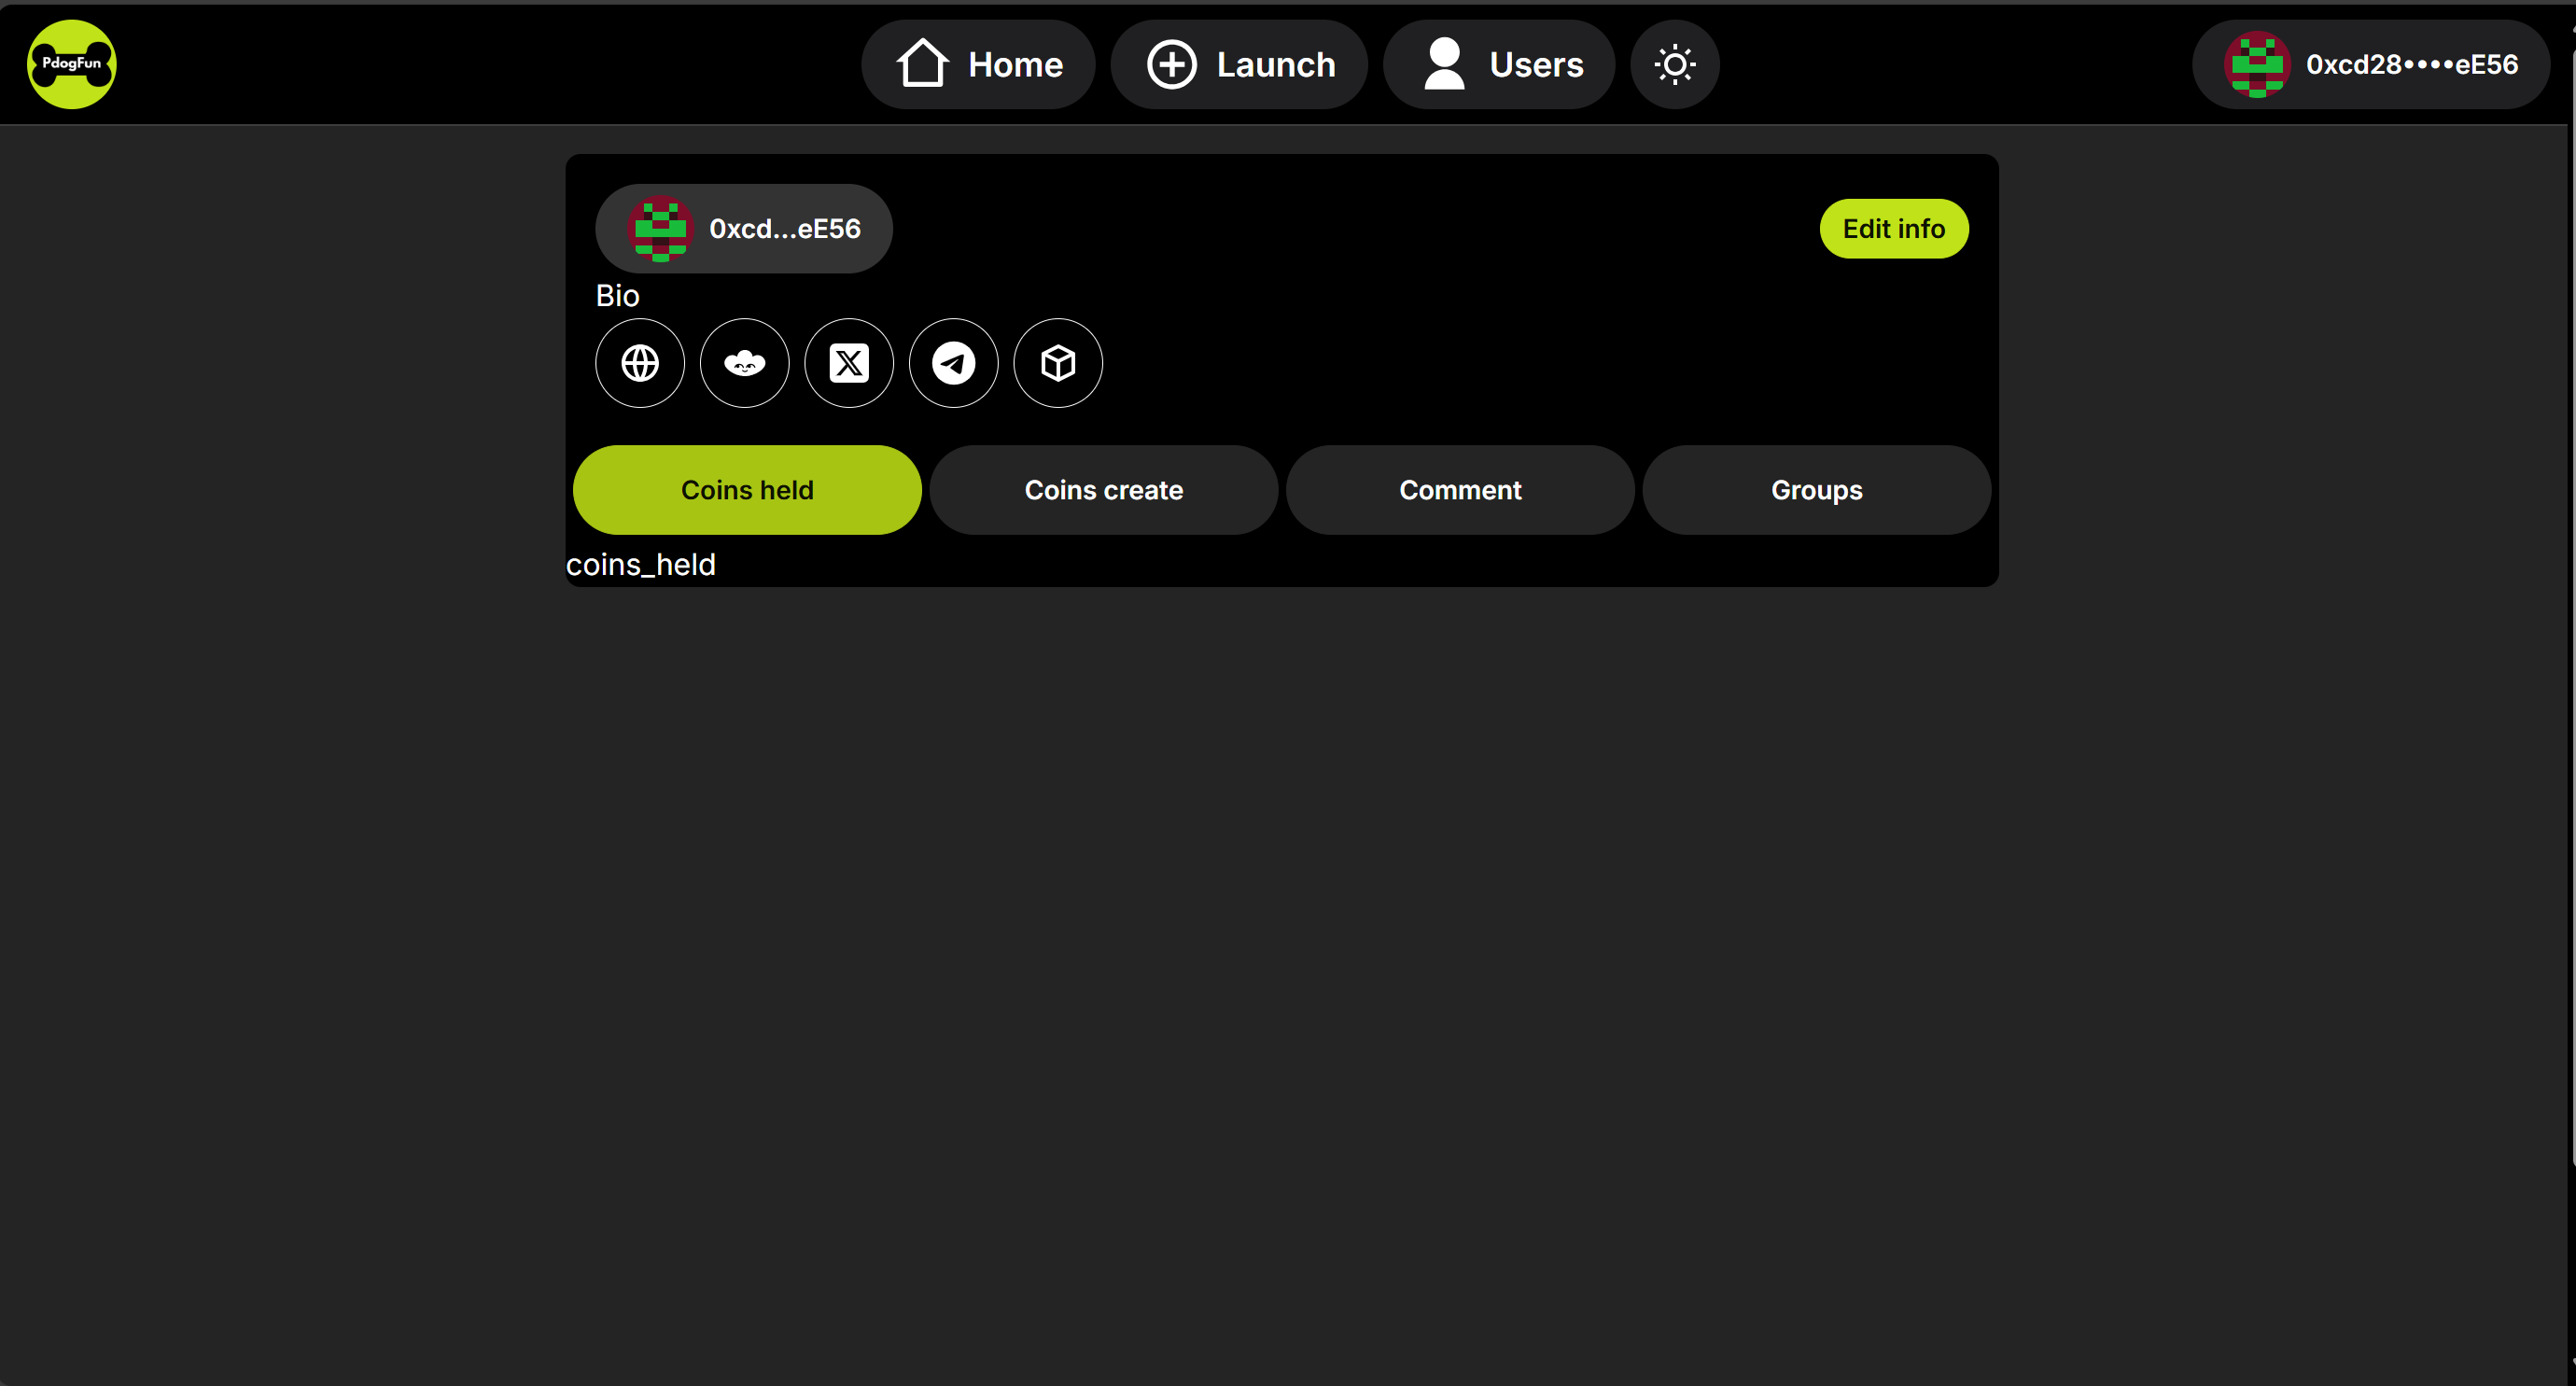 PdogFun
Home
Launch
Users
0xcd28••••eE56
0xcd...eE56
Edit info
Bio
Coins held
Coins create
Comment
Groups
coins_held